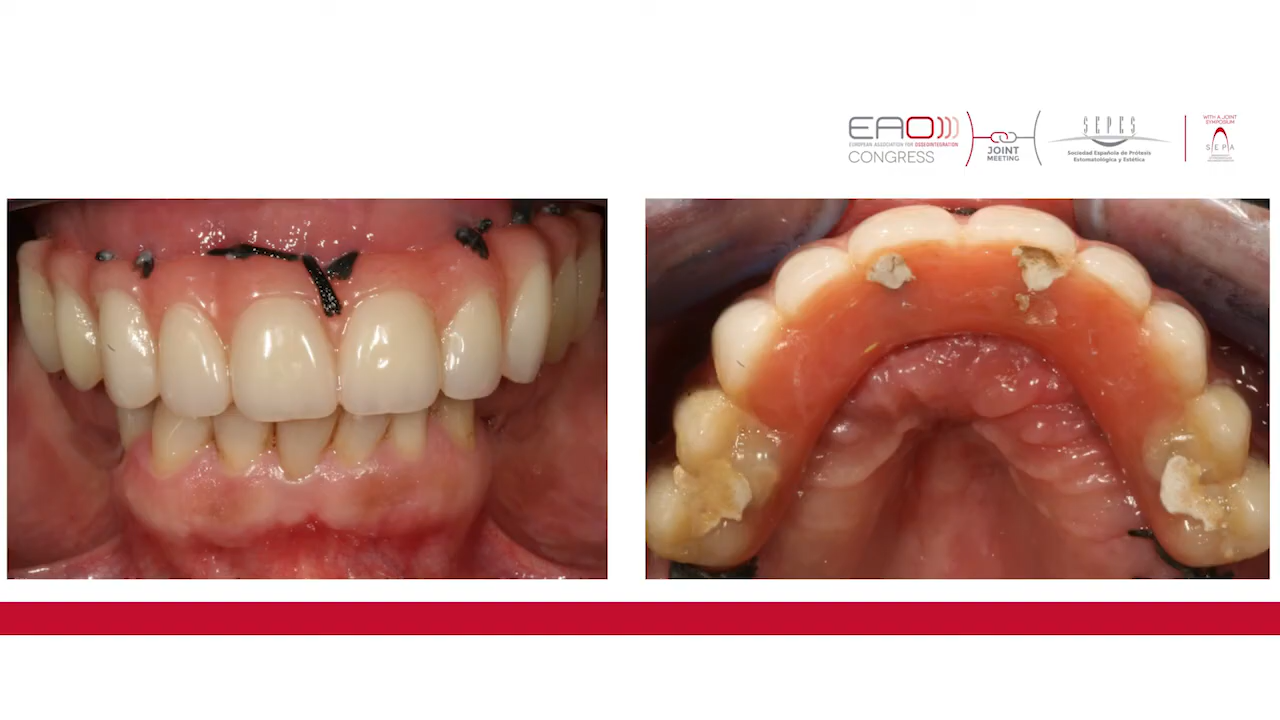 EAO
EUROPEAN ASSOCIATION FOR OSSEOINTEGRATION
CONGRESS
JOINT
MEETING
SEPES
Sociedad Española de Prótesis
Estomatológica y Estética
WITH A JOINT
SYMPOSIUM
SEPA